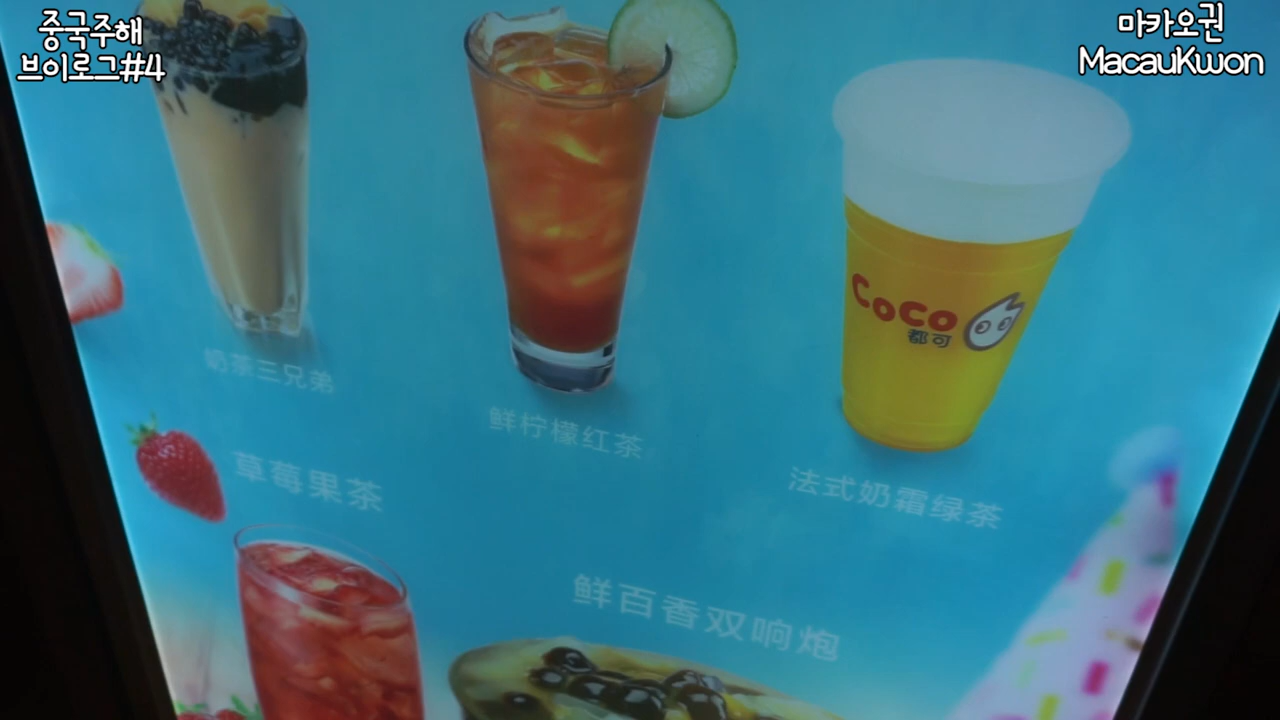 중국주해
브이로그#4
마카오권
MacauKwon
CoCo
都可
奶茶三兄弟
鲜柠檬红茶
法式奶霜绿茶
草莓果茶
鲜百香双响炮